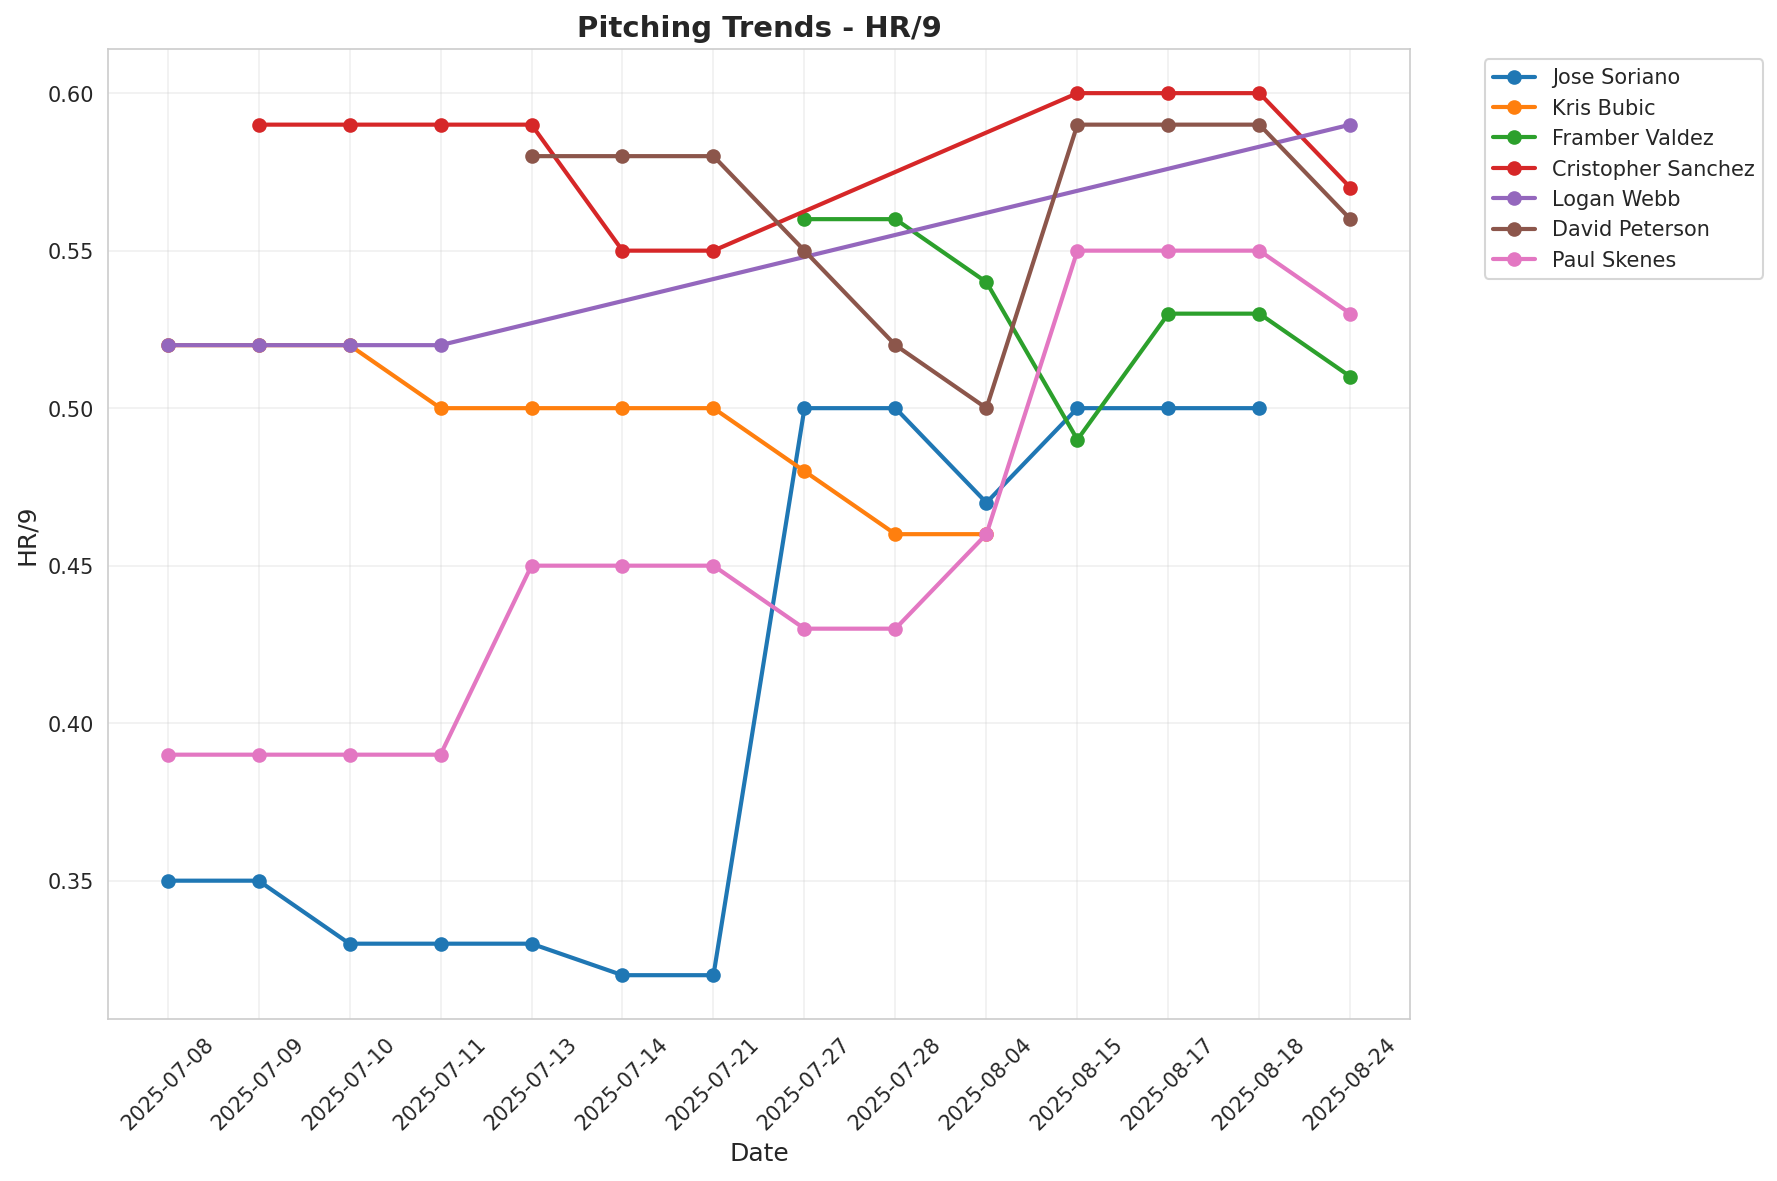 Pitching Trends - HR/9
Jose Soriano
Kris Bubic
Framber Valdez
Cristopher Sanchez
Logan Webb
David Peterson
Paul Skenes
HR/9
0.60
0.55
0.50
0.45
0.40
0.35
2025-07-08
2025-07-09
2025-07-10
2025-07-11
2025-07-13
2025-07-14
2025-07-21
2025-07-27
2025-07-28
2025-08-04
2025-08-15
2025-08-17
2025-08-18
2025-08-24
Date